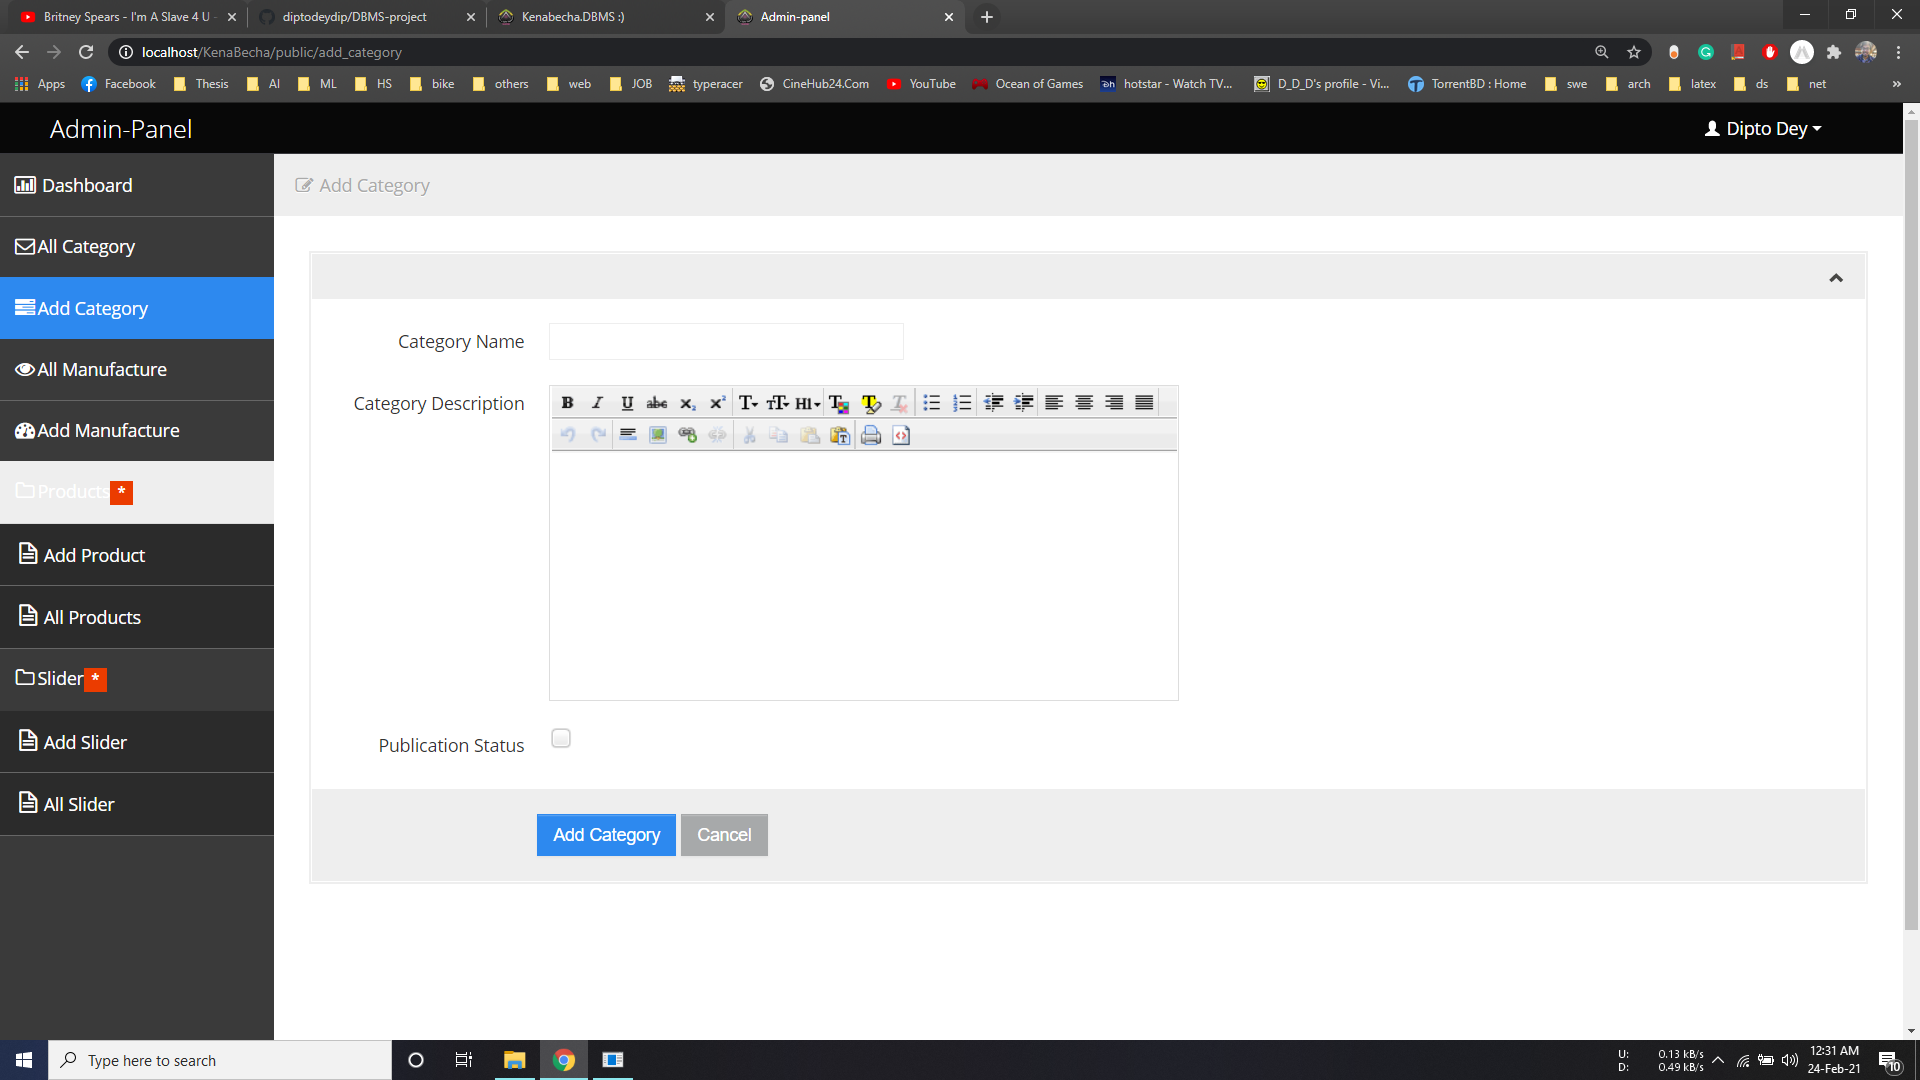 Britney Spears - I'm A Slave 4 U -
diptodeydip/DBMS-project
Kenabecha.DBMS :)
Admin-panel
localhost/KenaBecha/public/add_category
Apps
Facebook
Thesis
AI
ML
HS
bike
others
web
JOB
typeracer
CineHub24.Com
YouTube
Ocean of Games
hotstar - Watch TV...
D_D_D's profile - Vi...
TorrentBD : Home
swe
arch
latex
ds
net
»
Admin-Panel
Dipto Dey
Dashboard
All Category
Add Category
All Manufacture
Add Manufacture
Products *
Add Product
All Products
Slider *
Add Slider
All Slider
Add Category
Category Name
Category Description
B I U abc x₂ x² T TT H1
Publication Status
Add Category
Cancel
Type here to search
U: 0.13 kB/s
D: 0.49 kB/s
12:31 AM
24-Feb-21
10